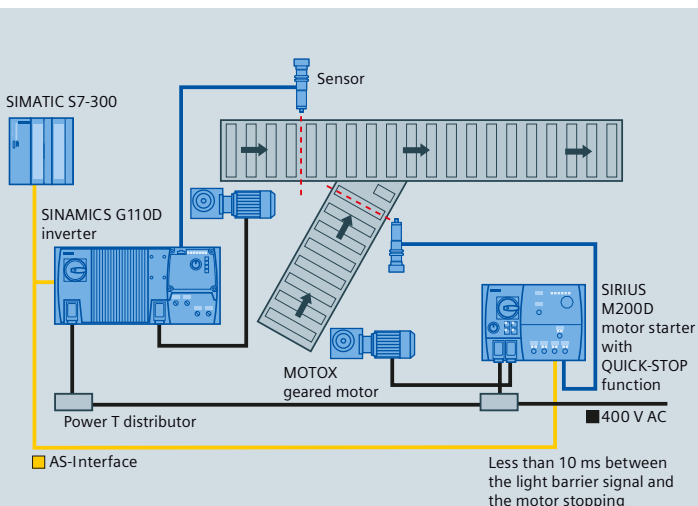 Sensor
SIMATIC S7-300
SINAMICS G110D
inverter
SIRIUS
M200D
motor starter
with
QUICK-STOP
function
MOTOX
geared motor
Power T distributor
400 V AC
AS-Interface
Less than 10 ms between
the light barrier signal and
the motor stopping